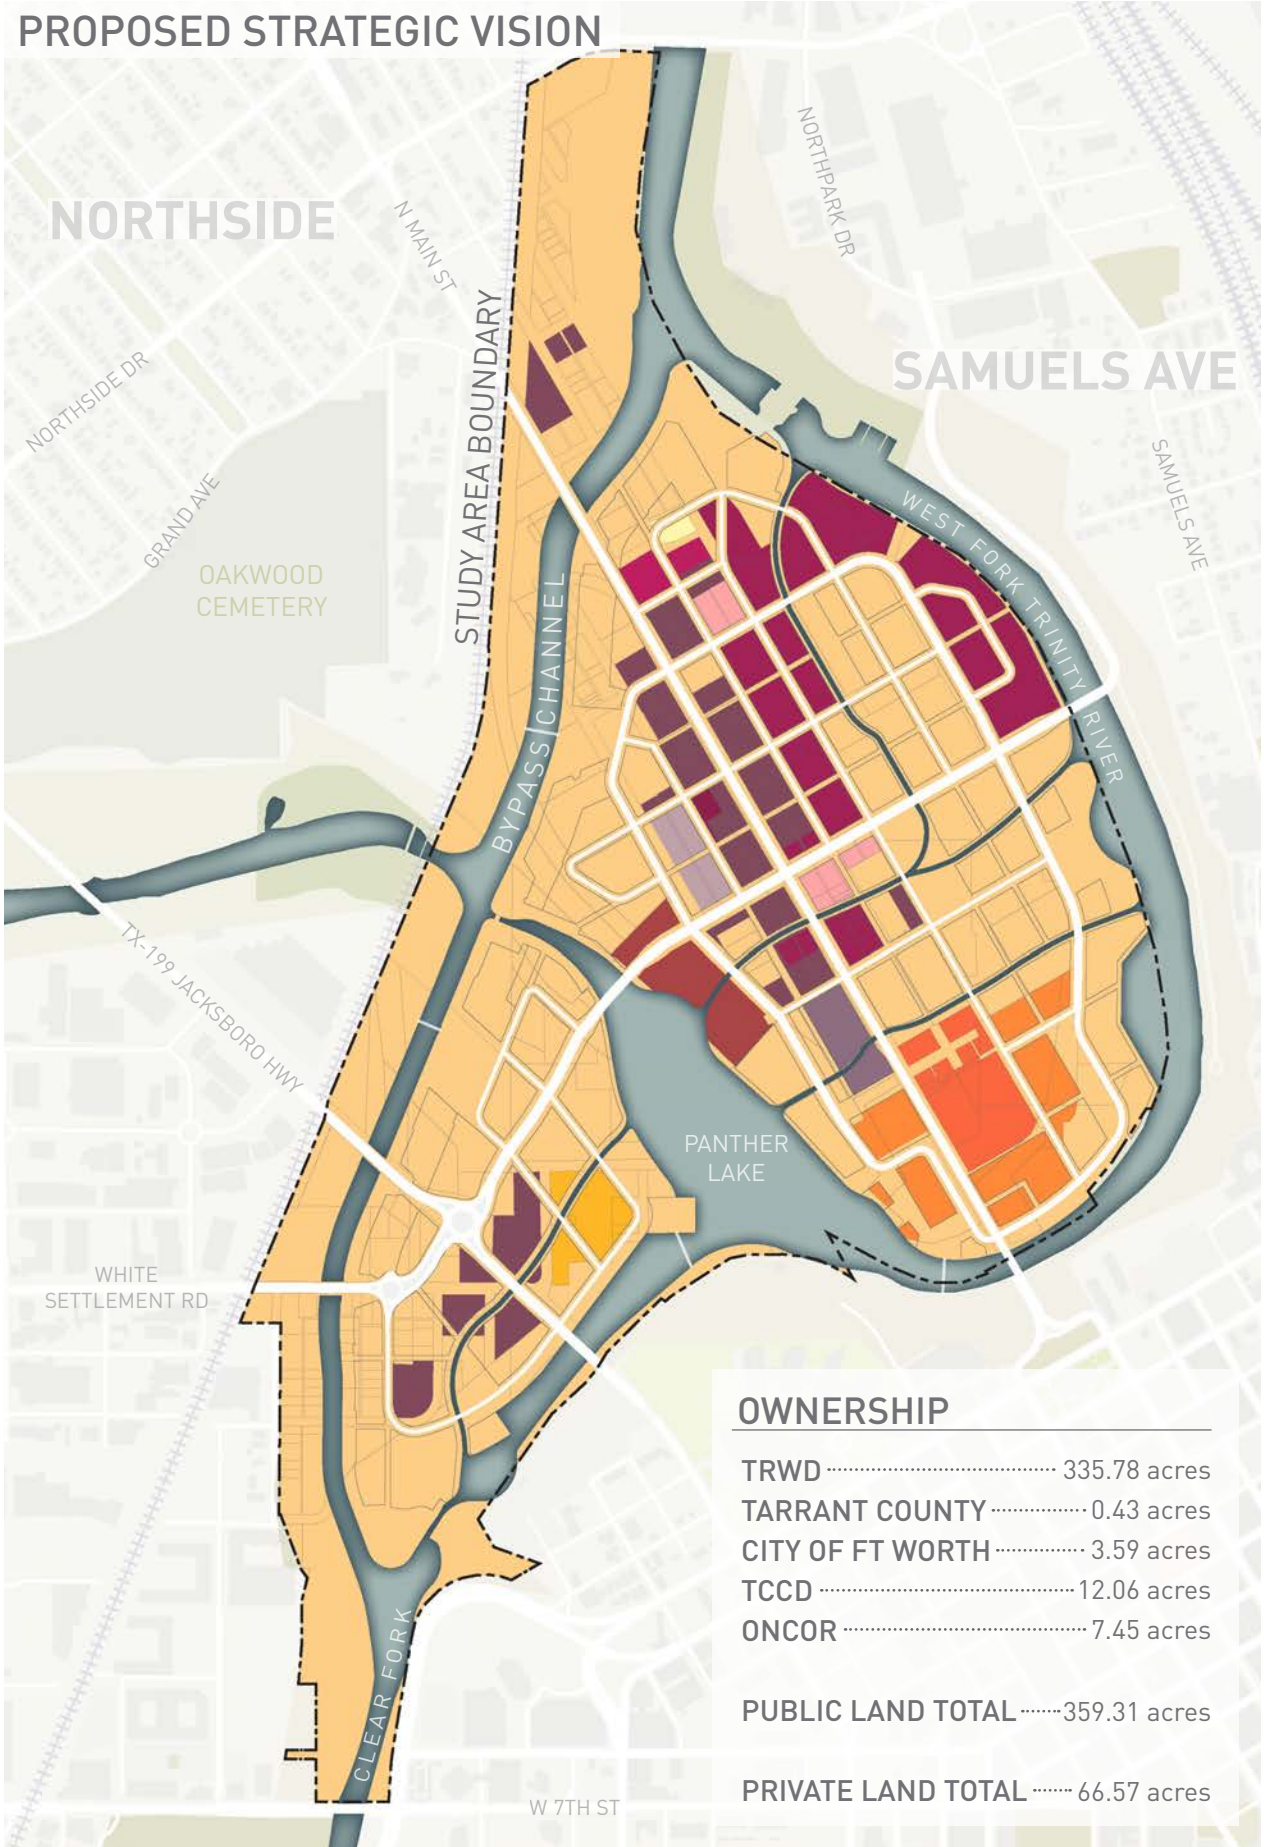 PROPOSED STRATEGIC VISION
NORTHSIDE
N MAIN ST
NORTHPARK DR
STUDY AREA BOUNDARY
SAMUELS AVE
NORTHSIDE DR
GRAND AVE
SAMUELS AVE
WEST FORK TRINITY RIVER
OAKWOOD
CEMETERY
BYPASS CHANNEL
TX-199 JACKSBORO HWY
PANTHER
LAKE
WHITE
SETTLEMENT RD
CLEAR FORK
W 7TH ST
OWNERSHIP
TRWD 335.78 acres
TARRANT COUNTY 0.43 acres
CITY OF FT WORTH 3.59 acres
TCCD 12.06 acres
ONCOR 7.45 acres
PUBLIC LAND TOTAL 359.31 acres
PRIVATE LAND TOTAL 66.57 acres